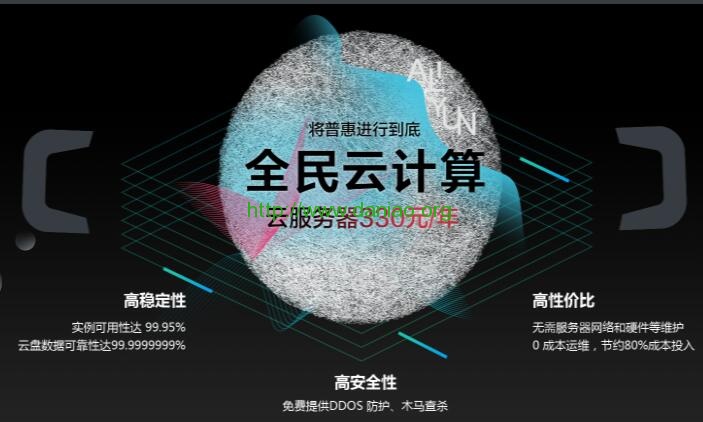 ALIYUN
将普惠进行到底
全民云计算
云服务器330元/年
高稳定性
实例可用性达 99.95%
云盘数据可靠性达99.9999999%
高性价比
无需服务器网络和硬件等维护
0 成本运维，节约80%成本投入
高安全性
免费提供DDOS 防护、木马查杀